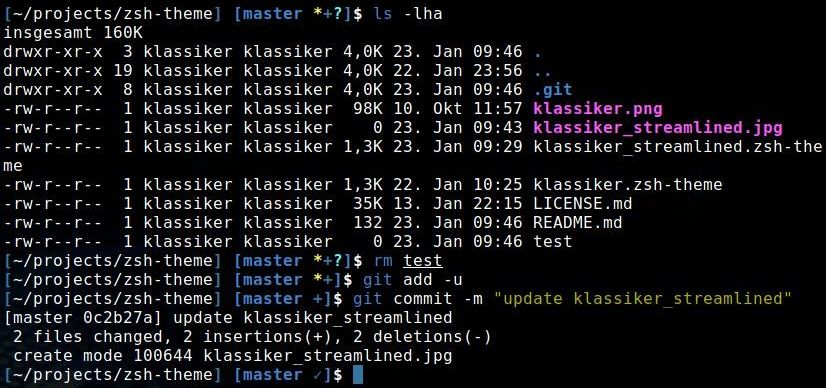 [~/projects/zsh-theme] [master *+?]$ ls -lha
insgesamt 160K
drwxr-xr-x  3 klassiker klassiker 4,0K 23. Jan 09:46 .
drwxr-xr-x 19 klassiker klassiker 4,0K 22. Jan 23:56 ..
drwxr-xr-x  8 klassiker klassiker 4,0K 23. Jan 09:46 .git
-rw-r--r--  1 klassiker klassiker  98K 10. Okt 11:57 klassiker.png
-rw-r--r--  1 klassiker klassiker    0 23. Jan 09:43 klassiker_streamlined.jpg
-rw-r--r--  1 klassiker klassiker 1,3K 23. Jan 09:29 klassiker_streamlined.zsh-the
me
-rw-r--r--  1 klassiker klassiker 1,3K 22. Jan 10:25 klassiker.zsh-theme
-rw-r--r--  1 klassiker klassiker  35K 13. Jan 22:15 LICENSE.md
-rw-r--r--  1 klassiker klassiker  132 23. Jan 09:46 README.md
-rw-r--r--  1 klassiker klassiker    0 23. Jan 09:46 test
[~/projects/zsh-theme] [master *+?]$ rm test
[~/projects/zsh-theme] [master *+]$ git add -u
[~/projects/zsh-theme] [master +]$ git commit -m "update klassiker_streamlined"
[master 0c2b27a] update klassiker_streamlined
 2 files changed, 2 insertions(+), 2 deletions(-)
 create mode 100644 klassiker_streamlined.jpg
[~/projects/zsh-theme] [master ✓]$